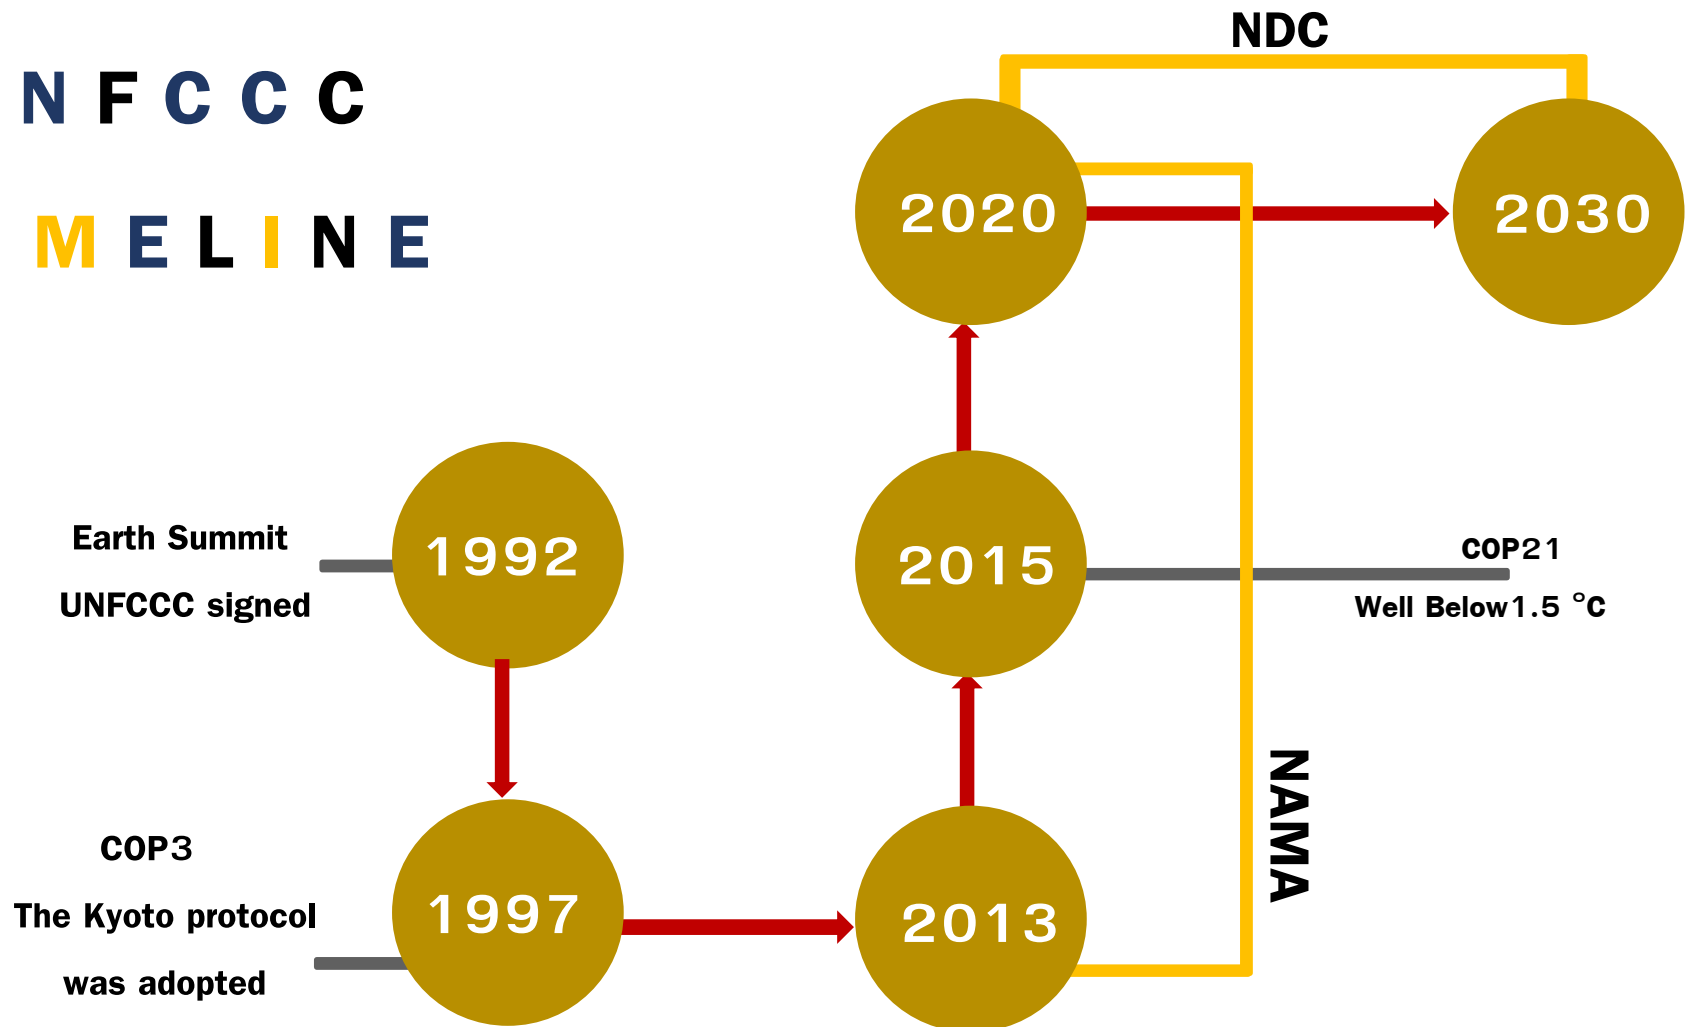 N F C C C
M E L I N E
NDC
2020
2030
Earth Summit
UNFCCC signed
1992
2015
COP21
Well Below1.5 °C
COP3
The Kyoto protocol
was adopted
1997
2013
NAMA